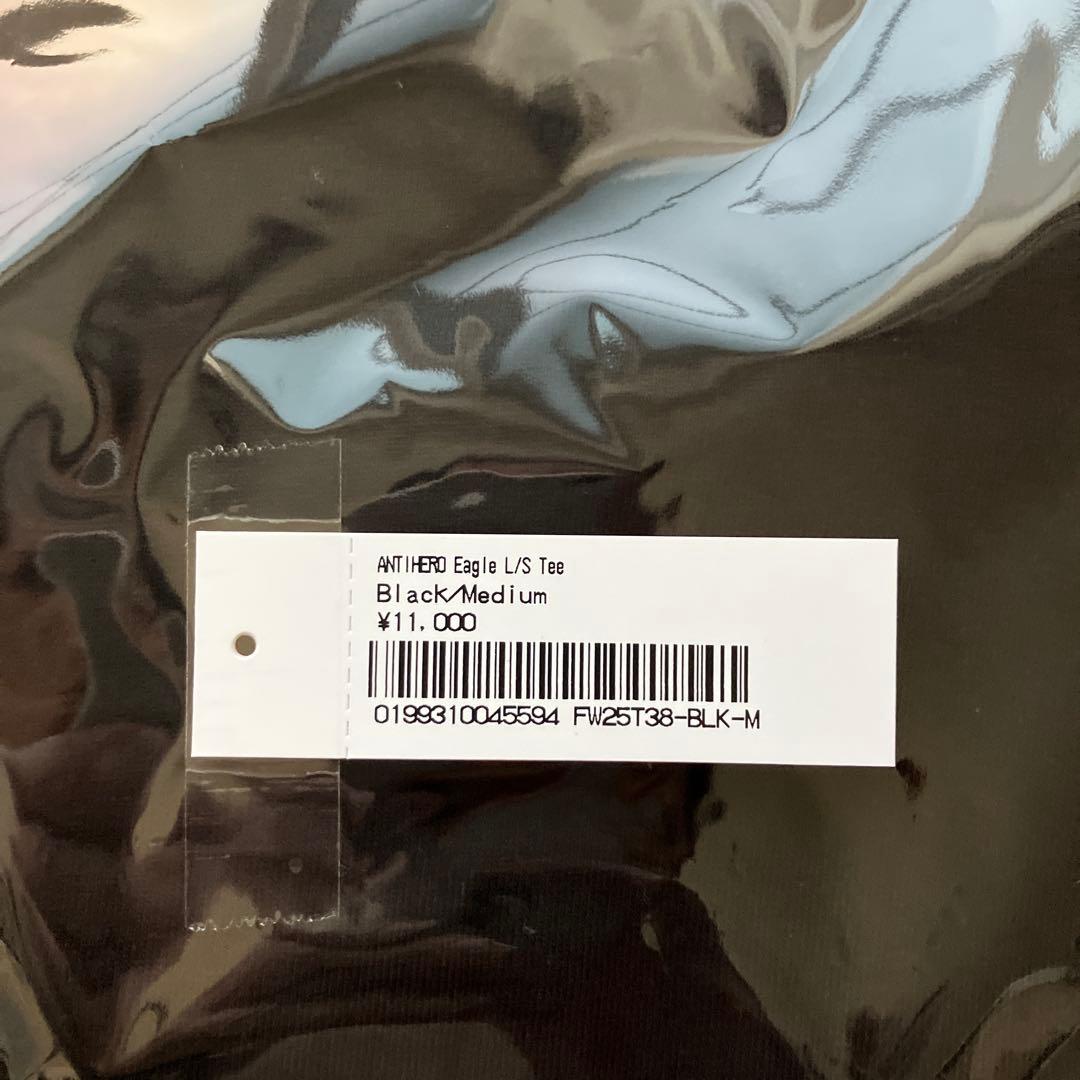 ANTIHERO Eagle L/S Tee
Black/Medium
¥11,000
0199310045594 FW25T38-BLK-M